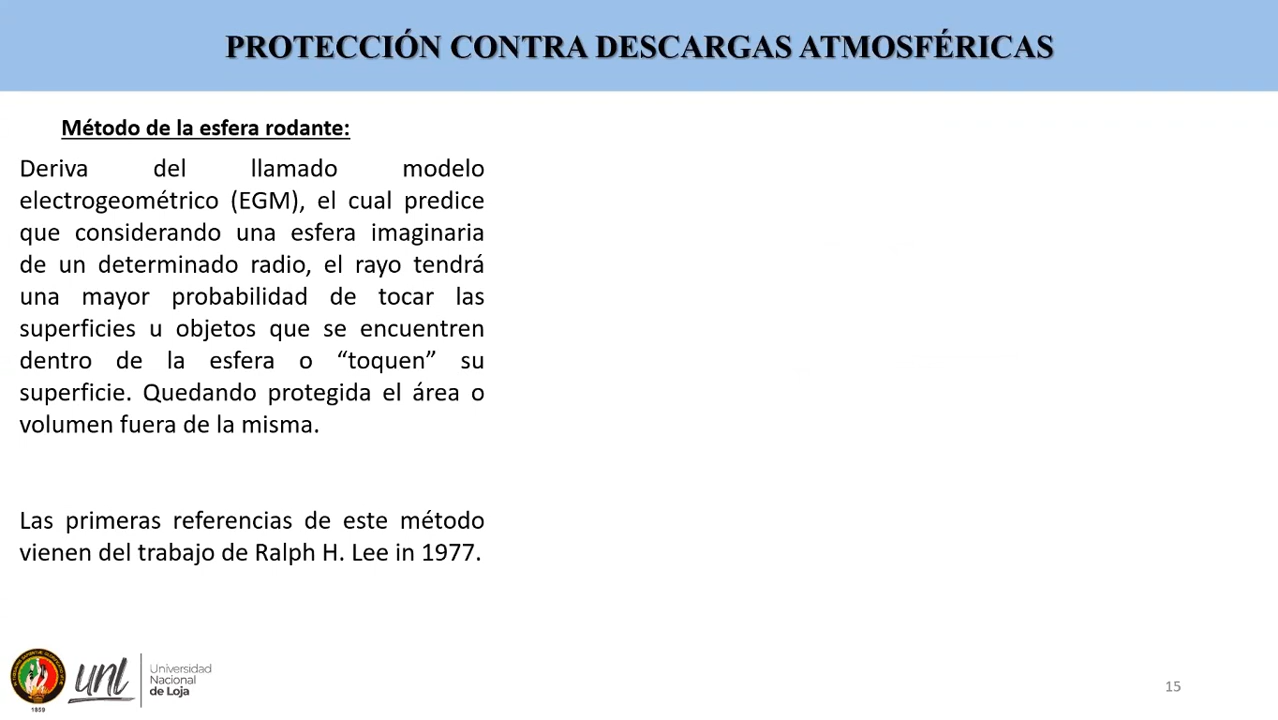 PROTECCIÓN CONTRA DESCARGAS ATMOSFÉRICAS
Método de la esfera rodante:
Deriva del llamado modelo
electrogeométrico (EGM), el cual predice
que considerando una esfera imaginaria
de un determinado radio, el rayo tendrá
una mayor probabilidad de tocar las
superficies u objetos que se encuentren
dentro de la esfera o “toquen” su
superficie. Quedando protegida el área o
volumen fuera de la misma.
Las primeras referencias de este método
vienen del trabajo de Ralph H. Lee in 1977.
1859
unl
Universidad
Nacional
de Loja
15